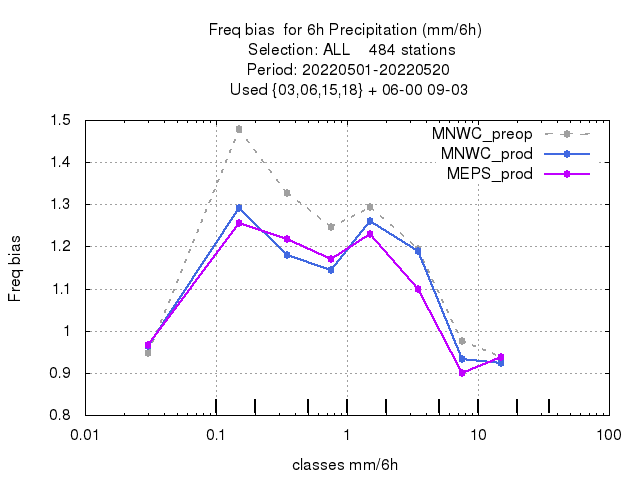 Freq bias  for 6h Precipitation (mm/6h)
Selection: ALL    484 stations
Period: 20220501-20220520
Used {03,06,15,18} + 06-00 09-03
MNWC_preop
MNWC_prod
MEPS_prod
1.5
1.4
1.3
1.2
1.1
1
0.9
0.8
Freq bias
0.01 0.1 1 10 100
classes mm/6h